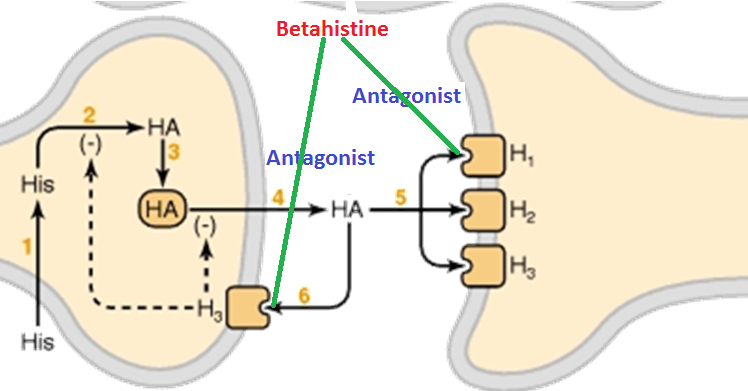 Betahistine
Antagonist
Antagonist
2
HA
(-)
3
His
HA
4
HA
5
H₁
H₂
H₃
(-)
1
6
H₃
His